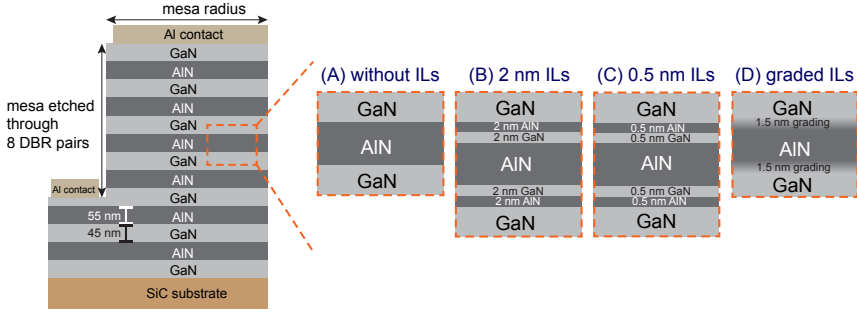 mesa radius
Al contact
GaN
AlN
GaN
AlN
GaN
AlN
GaN
AlN
GaN
mesa etched
through
8 DBR pairs
Al contact
55 nm
45 nm
AlN
GaN
AlN
GaN
SiC substrate
(A) without ILs
GaN
AlN
GaN
(B) 2 nm ILs
GaN
2 nm AlN
2 nm GaN
AlN
2 nm GaN
2 nm AlN
GaN
(C) 0.5 nm ILs
GaN
0.5 nm AlN
0.5 nm GaN
AlN
0.5 nm GaN
0.5 nm AlN
GaN
(D) graded ILs
GaN
1.5 nm grading
AlN
1.5 nm grading
GaN